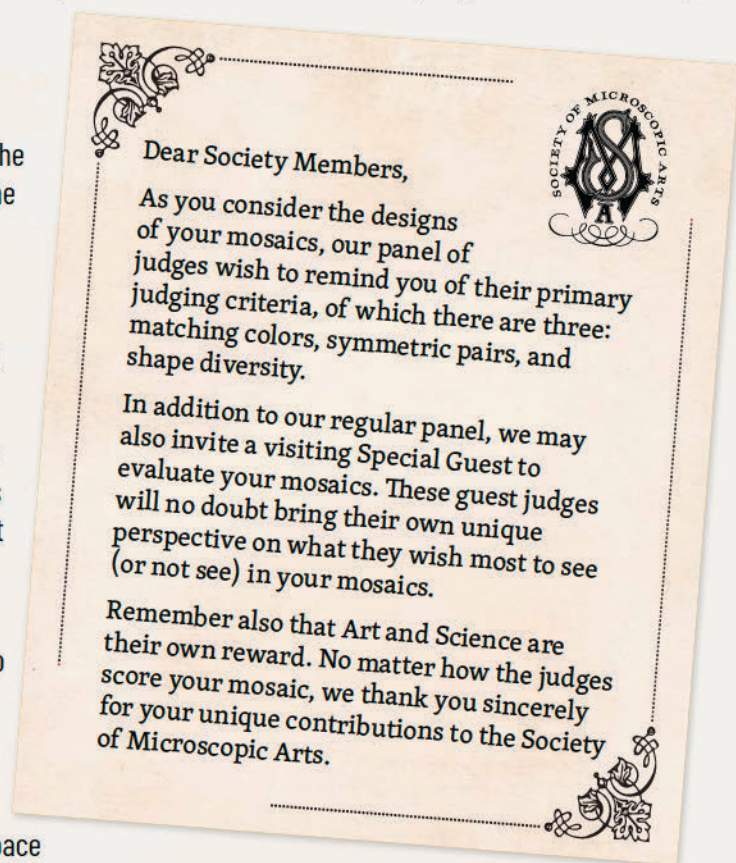 SOCIETY OF MICROSCOPIC ARTS
Dear Society Members,
As you consider the designs
of your mosaics, our panel of
judges wish to remind you of their primary
judging criteria, of which there are three:
matching colors, symmetric pairs, and
shape diversity.
In addition to our regular panel, we may
also invite a visiting Special Guest to
evaluate your mosaics. These guest judges
will no doubt bring their own unique
perspective on what they wish most to see
(or not see) in your mosaics.
Remember also that Art and Science are
their own reward. No matter how the judges
score your mosaic, we thank you sincerely
for your unique contributions to the Society
of Microscopic Arts.